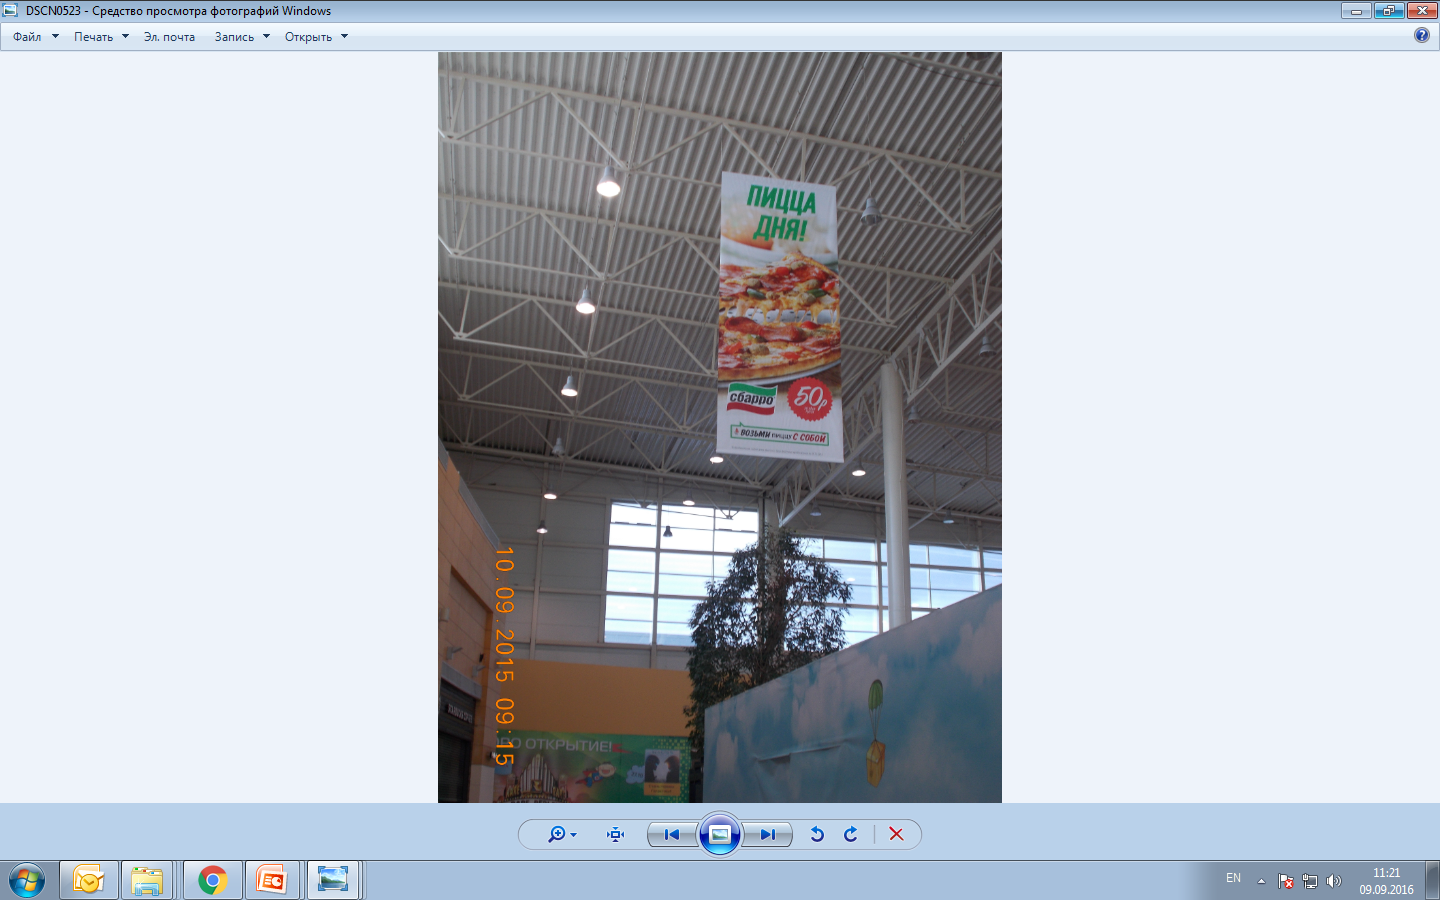 DSCN0523 - Средство просмотра фотографий Windows
Файл Печать Эл. почта Запись Открыть
ПИЦЦА
ДНЯ!
сбарро
50р
ВОЗЬМИ пиццу С СОБОЙ
10.09.2015 09:15
ОТКРЫТИЕ!
EN
11:21
09.09.2016